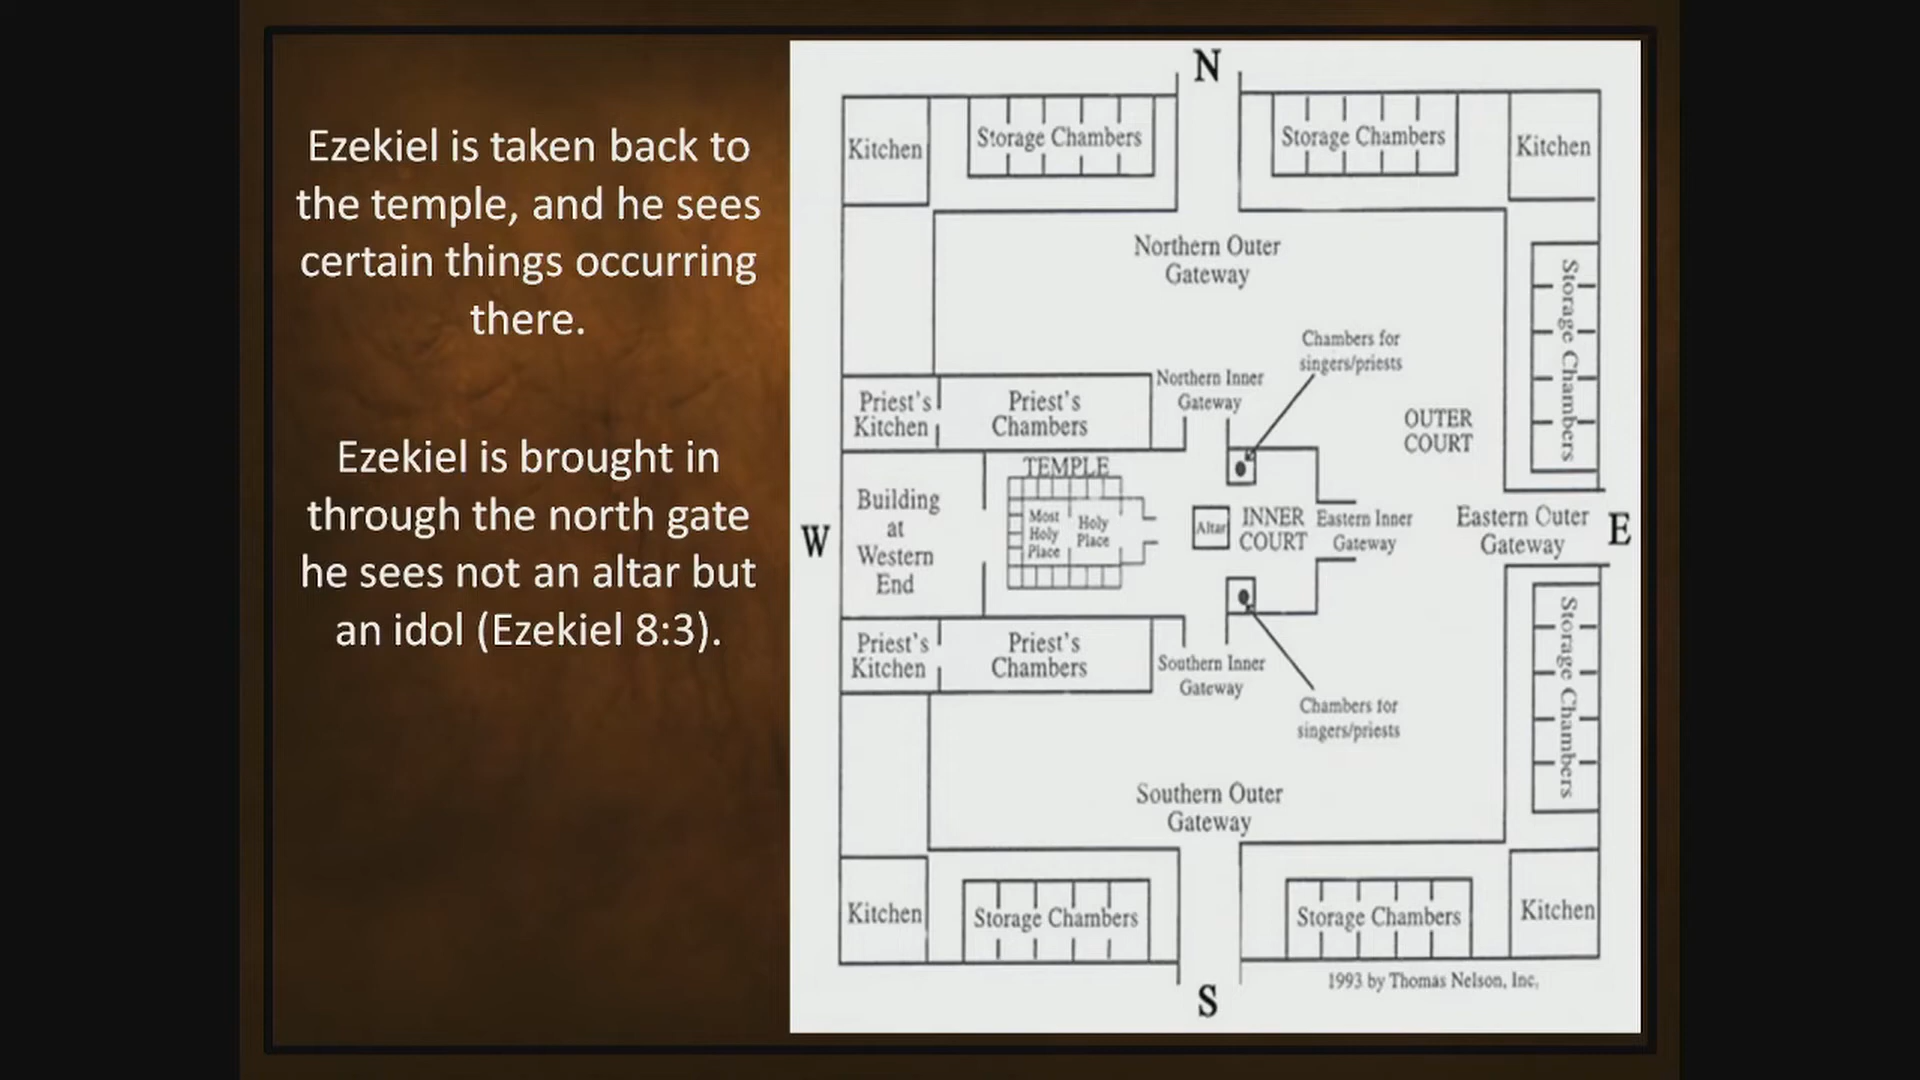 Ezekiel is taken back to
the temple, and he sees
certain things occurring
there.
Ezekiel is brought in
through the north gate
he sees not an altar but
an idol (Ezekiel 8:3).
N
Kitchen
Storage Chambers
Storage Chambers
Kitchen
Northern Outer
Gateway
Storage Chambers
Chambers for
singers/priests
Priest's
Kitchen
Priest's
Chambers
Northern Inner
Gateway
OUTER
COURT
TEMPLE
Building
at
Western
End
Most
Holy
Place
Holy
Place
Altar
INNER
COURT
Eastern Inner
Gateway
Eastern Outer
Gateway
W
E
Priest's
Kitchen
Priest's
Chambers
Southern Inner
Gateway
Chambers for
singers/priests
Storage Chambers
Southern Outer
Gateway
Kitchen
Storage Chambers
Storage Chambers
Kitchen
1993 by Thomas Nelson, Inc.
S